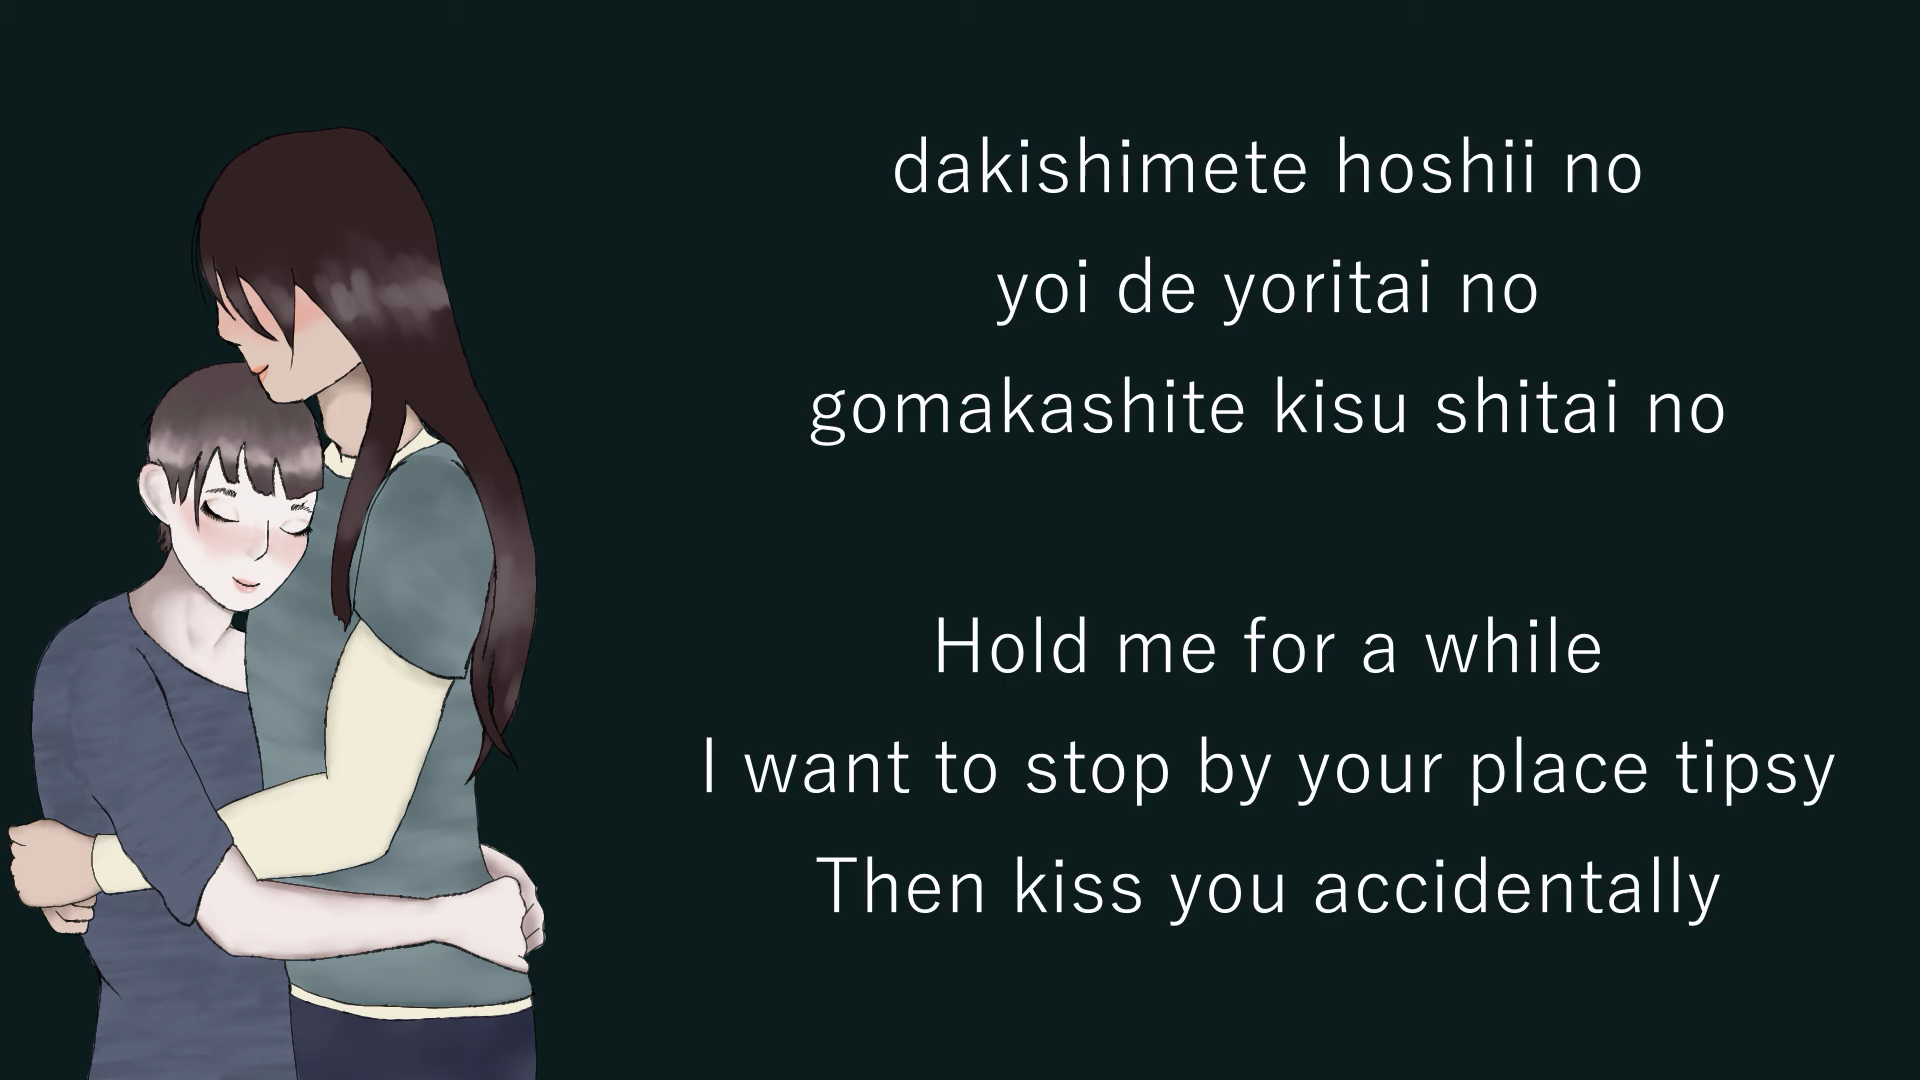 dakishimete hoshii no
yoi de yoritai no
gomakashite kisu shitai no
Hold me for a while
I want to stop by your place tipsy
Then kiss you accidentally